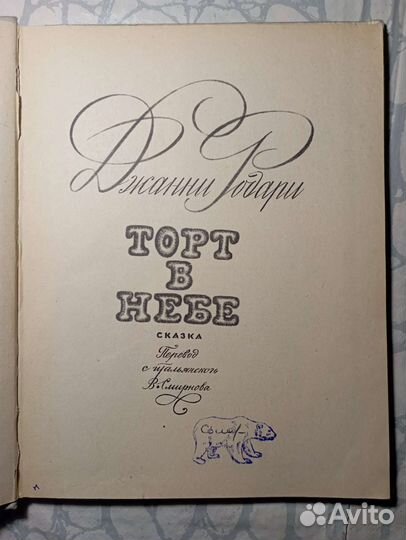 Джанни Родари
ТОРТ
В
НЕБЕ
СКАЗКА
Перевод
с итальянского
В. Смирнова
Avito